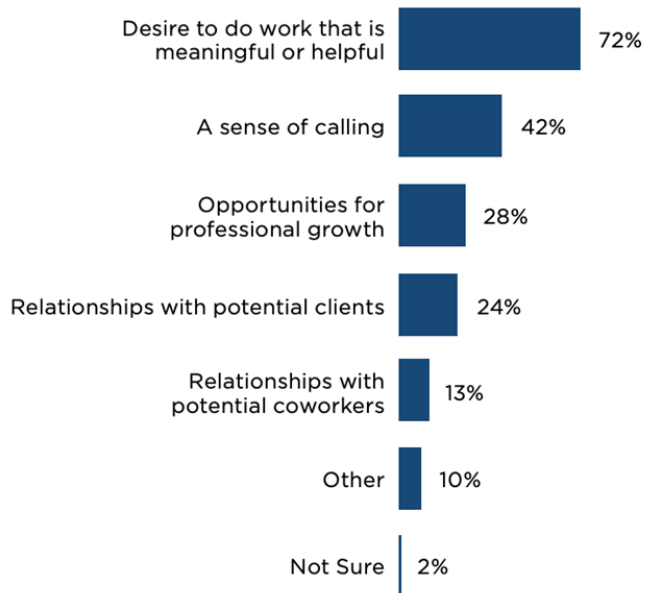 Desire to do work that is
meaningful or helpful
72%
A sense of calling
42%
Opportunities for
professional growth
28%
Relationships with potential clients
24%
Relationships with
potential coworkers
13%
Other
10%
Not Sure
2%